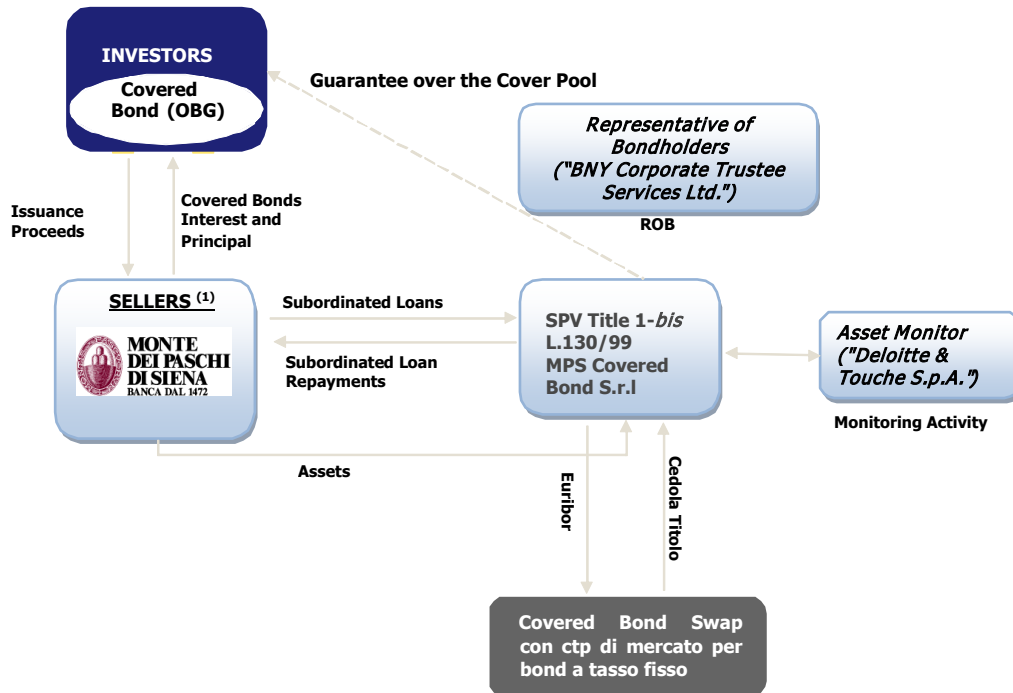 INVESTORS
Covered
Bond (OBG)
Guarantee over the Cover Pool
Representative of
Bondholders
("BNY Corporate Trustee
Services Ltd.")
ROB
Issuance
Proceeds
Covered Bonds
Interest and
Principal
SELLERS (1)
MONTE
DEI PASCHI
DI SIENA
BANCA DAL 1472
Subordinated Loans
Subordinated Loan
Repayments
SPV Title 1-bis
L.130/99
MPS Covered
Bond S.r.l
Asset Monitor
("Deloitte &
Touche S.p.A.")
Monitoring Activity
Assets
Euribor
Cedola Titolo
Covered Bond Swap
con ctp di mercato per
bond a tasso fisso